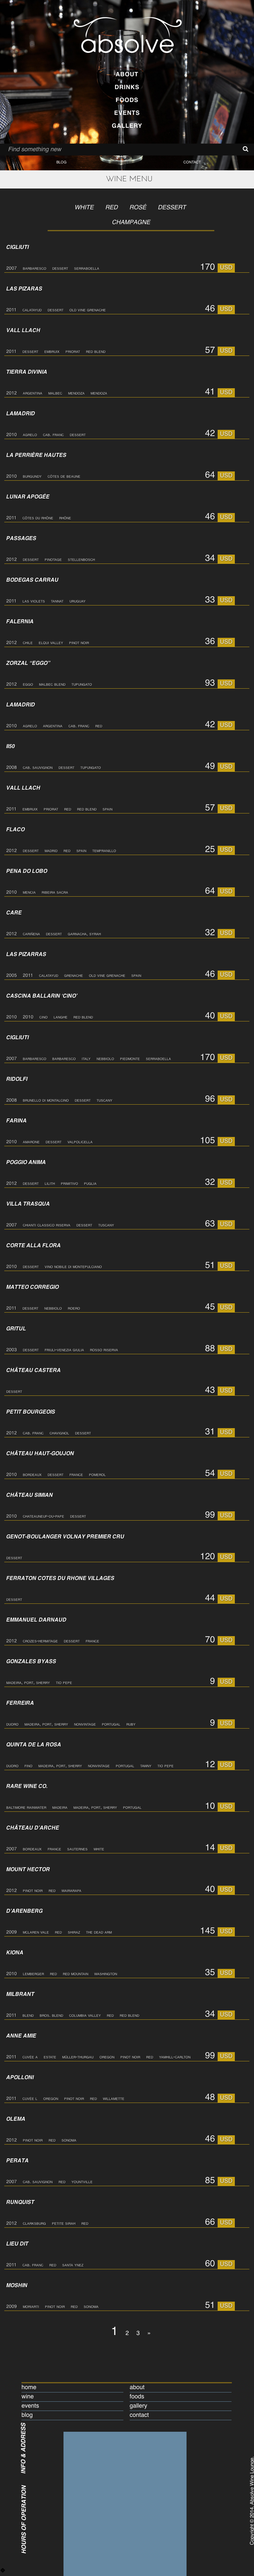 absolve
ABOUT
DRINKS
FOODS
EVENTS
GALLERY
Find something new
BLOG CONTACT
WINE MENU
WHITE RED ROSÉ DESSERT
CHAMPAGNE
CIGLIUTI
2007 BARBARESCO DESSERT SERRABOELLA 170 USD
LAS PIZARAS
2011 CALATAYUD DESSERT OLD VINE GRENACHE 46 USD
VALL LLACH
2011 DESSERT EMBRUIX PRIORAT RED BLEND 57 USD
TIERRA DIVINIA
2012 ARGENTINA MALBEC MENDOZA MENDOZA 41 USD
LAMADRID
2010 AGRELO CAB. FRANC DESSERT 42 USD
LA PERRIÈRE HAUTES
2010 BURGUNDY CÔTES DE BEAUNE 64 USD
LUNAR APOGÉE
2011 CÔTES DU RHÔNE RHÔNE 46 USD
PASSAGES
2012 DESSERT PINOTAGE STELLENBOSCH 34 USD
BODEGAS CARRAU
2011 LAS VIOLETS TANNAT URUGUAY 33 USD
FALERNIA
2012 CHILE ELQUI VALLEY PINOT NOIR 36 USD
ZORZAL “EGGO”
2012 EGGO MALBEC BLEND TUPUNGATO 93 USD
LAMADRID
2010 AGRELO ARGENTINA CAB. FRANC RED 42 USD
850
2008 CAB. SAUVIGNON DESSERT TUPUNGATO 49 USD
VALL LLACH
2011 EMBRUIX PRIORAT RED RED BLEND SPAIN 57 USD
FLACO
2012 DESSERT MADRID RED SPAIN TEMPRANILLO 25 USD
PENA DO LOBO
2010 MENCIA RIBEIRA SACRA 64 USD
CARE
2012 CARIÑENA DESSERT GARNACHA, SYRAH 32 USD
LAS PIZARRAS
2005 2011 CALATAYUD GRENACHE OLD VINE GRENACHE SPAIN 46 USD
CASCINA BALLARIN ‘CINO’
2010 2010 CINO LANGHE RED BLEND 40 USD
CIGLIUTI
2007 BARBARESCO BARBARESCO ITALY NEBBIOLO PIEDMONTE SERRABOELLA 170 USD
RIDOLFI
2008 BRUNELLO DI MONTALCINO DESSERT TUSCANY 96 USD
FARINA
2010 AMARONE DESSERT VALPOLICELLA 105 USD
POGGIO ANIMA
2012 DESSERT LILITH PRIMITIVO PUGLIA 32 USD
VILLA TRASQUA
2007 CHIANTI CLASSICO RISERVA DESSERT TUSCANY 63 USD
CORTE ALLA FLORA
2010 DESSERT VINO NOBILE DI MONTEPULCIANO 51 USD
MATTEO CORREGIO
2011 DESSERT NEBBIOLO ROERO 45 USD
GRITUL
2003 DESSERT FRIULI-VENEZIA GIULIA ROSSO RISERVA 88 USD
CHÂTEAU CASTERA
DESSERT 43 USD
PETIT BOURGEOIS
2012 CAB. FRANC DESSERT 31 USD
CHÂTEAU HAUT-GOUJON
2010 BORDEAUX DESSERT FRANCE POMEROL 54 USD
CHÂTEAU SIMIAN
2010 CHATEAUNEUF-DU-PAPE DESSERT 99 USD
GENOT-BOULANGER VOLNAY PREMIER CRU
DESSERT 120 USD
FERRATON COTES DU RHONE VILLAGES
DESSERT 44 USD
EMMANUEL DARNAUD
2012 CROZES-HERMITAGE DESSERT FRANCE 70 USD
GONZALES BYASS
MADEIRA, PORT, SHERRY TIO PEPE 9 USD
FERREIRA
DOURO MADEIRA, PORT, SHERRY NONVINTAGE PORTUGAL RUBY 9 USD
QUINTA DE LA ROSA
DOURO MADEIRA, PORT, SHERRY NONVINTAGE PORTUGAL TAWNY TIO PEPE 12 USD
RARE WINE CO.
BALTIMORE RAINWATER MADEIRA MADEIRA, PORT, SHERRY PORTUGAL 10 USD
CHÂTEAU D’ARCHE
2007 BORDEAUX FRANCE SAUTERNES WHITE 14 USD
MOUNT HECTOR
2012 PINOT NOIR RED WAIRARAPA 40 USD
D’ARENBERG
2009 MCLAREN VALE RED SHIRAZ THE DEAD ARM 145 USD
KIONA
2010 LEMBERGER RED RED MOUNTAIN WASHINGTON 35 USD
MILBRANT
2011 BLEND BRDX. BLEND COLUMBIA VALLEY RED RED BLEND 34 USD
ANNE AMIE
2011 CUVÉE A ESTATE MÜLLER-THURGAU OREGON PINOT NOIR RED YAMHILL-CARLTON 99 USD
APOLLONI
2011 CUVÉE L OREGON PINOT NOIR RED WILLAMETTE 48 USD
OLEMA
2012 PINOT NOIR RED SONOMA 46 USD
PERATA
2007 CAB. SAUVIGNON RED YOUNTVILLE 85 USD
RUNQUIST
2012 CLARKSBURG PETITE SIRAH RED 66 USD
LIEU DIT
2011 CAB. FRANC RED SANTA YNEZ 60 USD
MOSHIN
2009 PINOT NOIR RED SONOMA 51 USD
1 2 3 »
home about
wine foods
events gallery
blog contact
INFO & ADDRESS
HOURS OF OPERATION
Copyright © 2014. Absolve Wine Lounge.